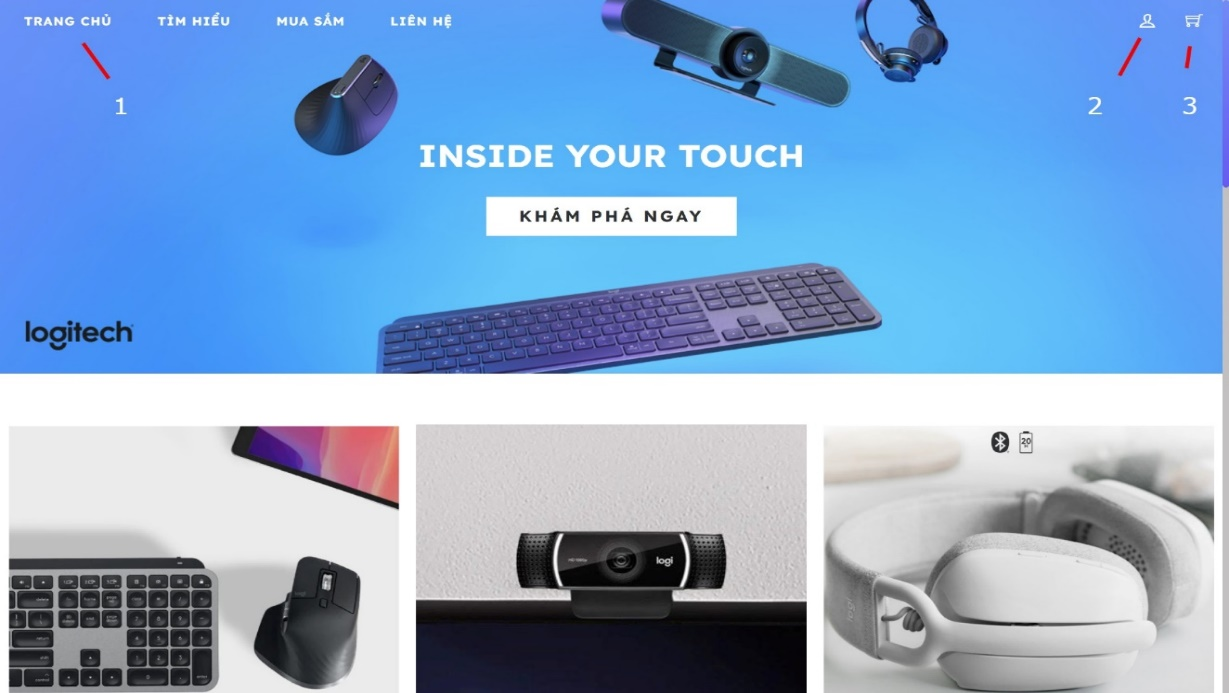 TRANG CHỦ TÌM HIỂU MUA SẮM LIÊN HỆ
1
2
3
INSIDE YOUR TOUCH
KHÁM PHÁ NGAY
logitech
20
logi